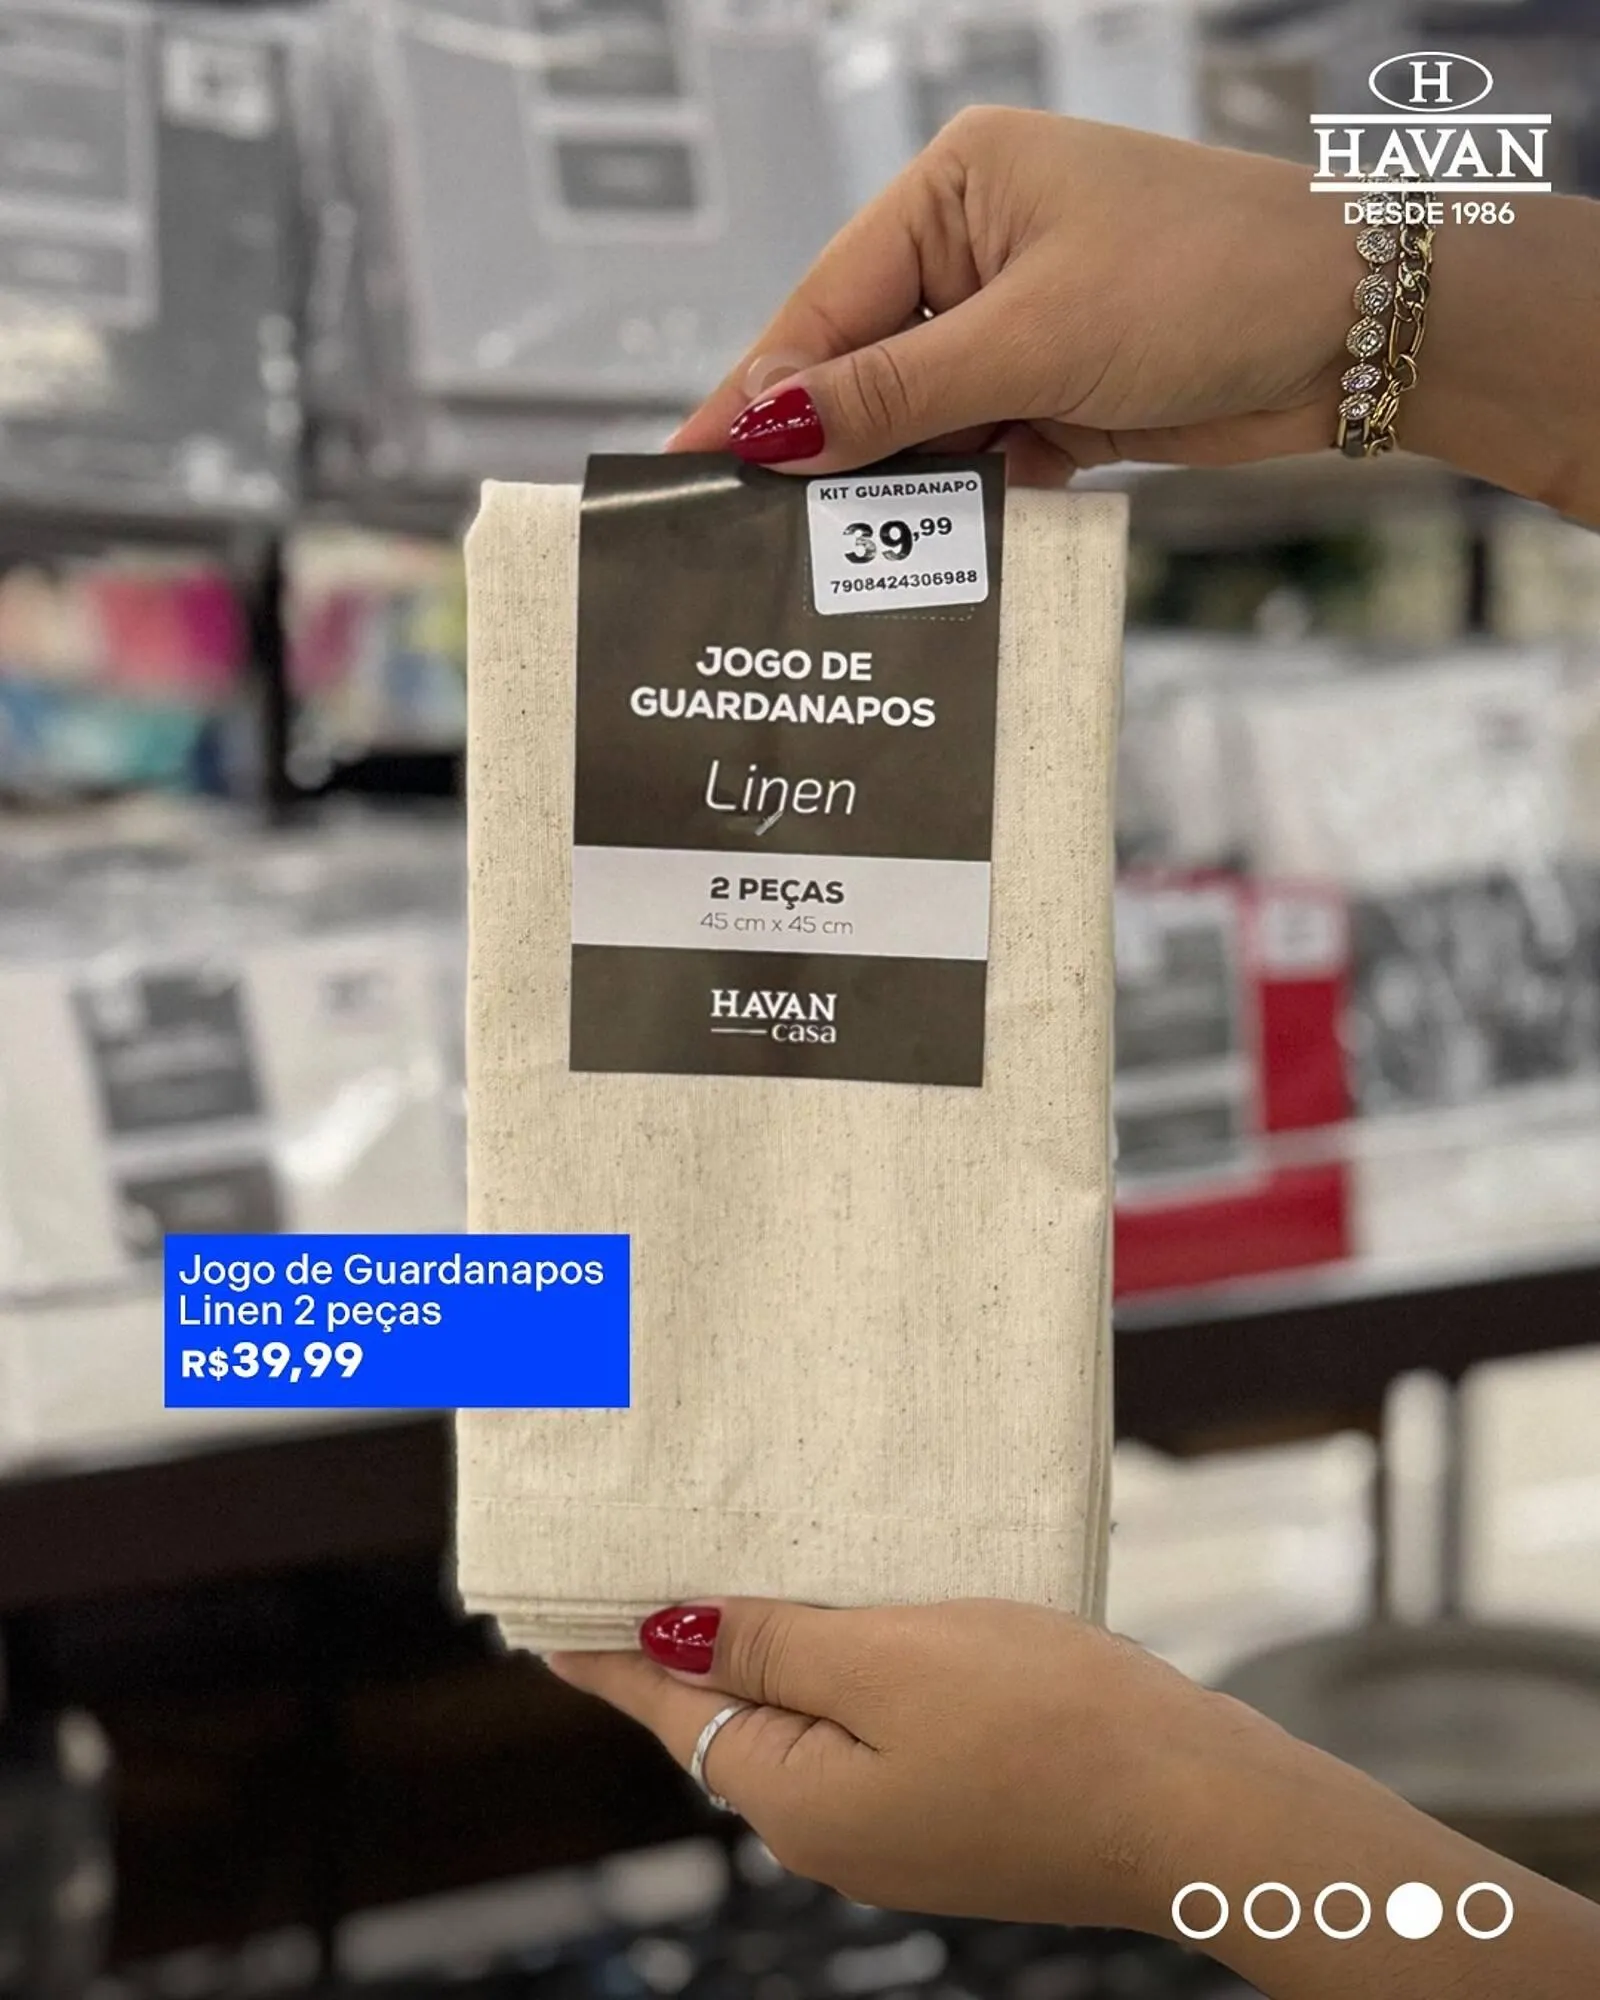 H
HAVAN
DESDE 1986
KIT GUARDANAPO
39,99
7908424306988
JOGO DE
GUARDANAPOS
Linen
2 PEÇAS
45 cm x 45 cm
HAVAN
casa
Jogo de Guardanapos
Linen 2 peças
R$39,99